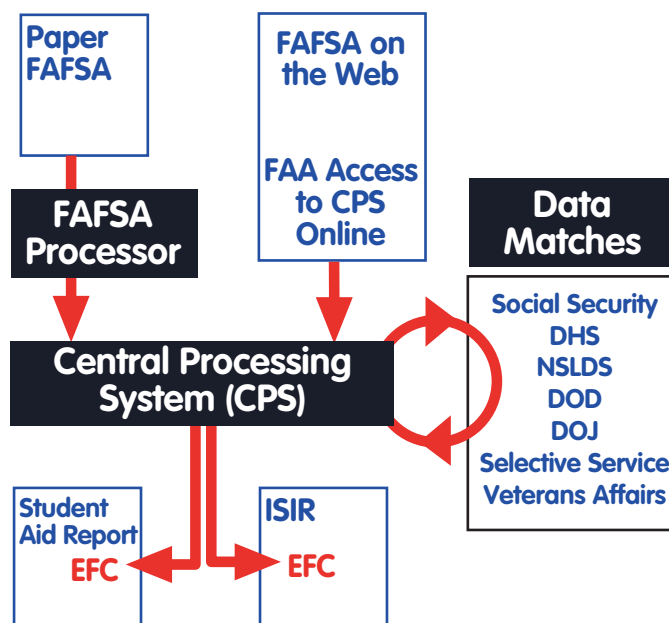 Paper
FAFSA
FAFSA on
the Web
FAA Access
to CPS
Online
FAFSA
Processor
Data
Matches
Social Security
DHS
NSLDS
DOD
DOJ
Selective Service
Veterans Affairs
Central Processing
System (CPS)
Student
Aid Report
EFC
ISIR
EFC